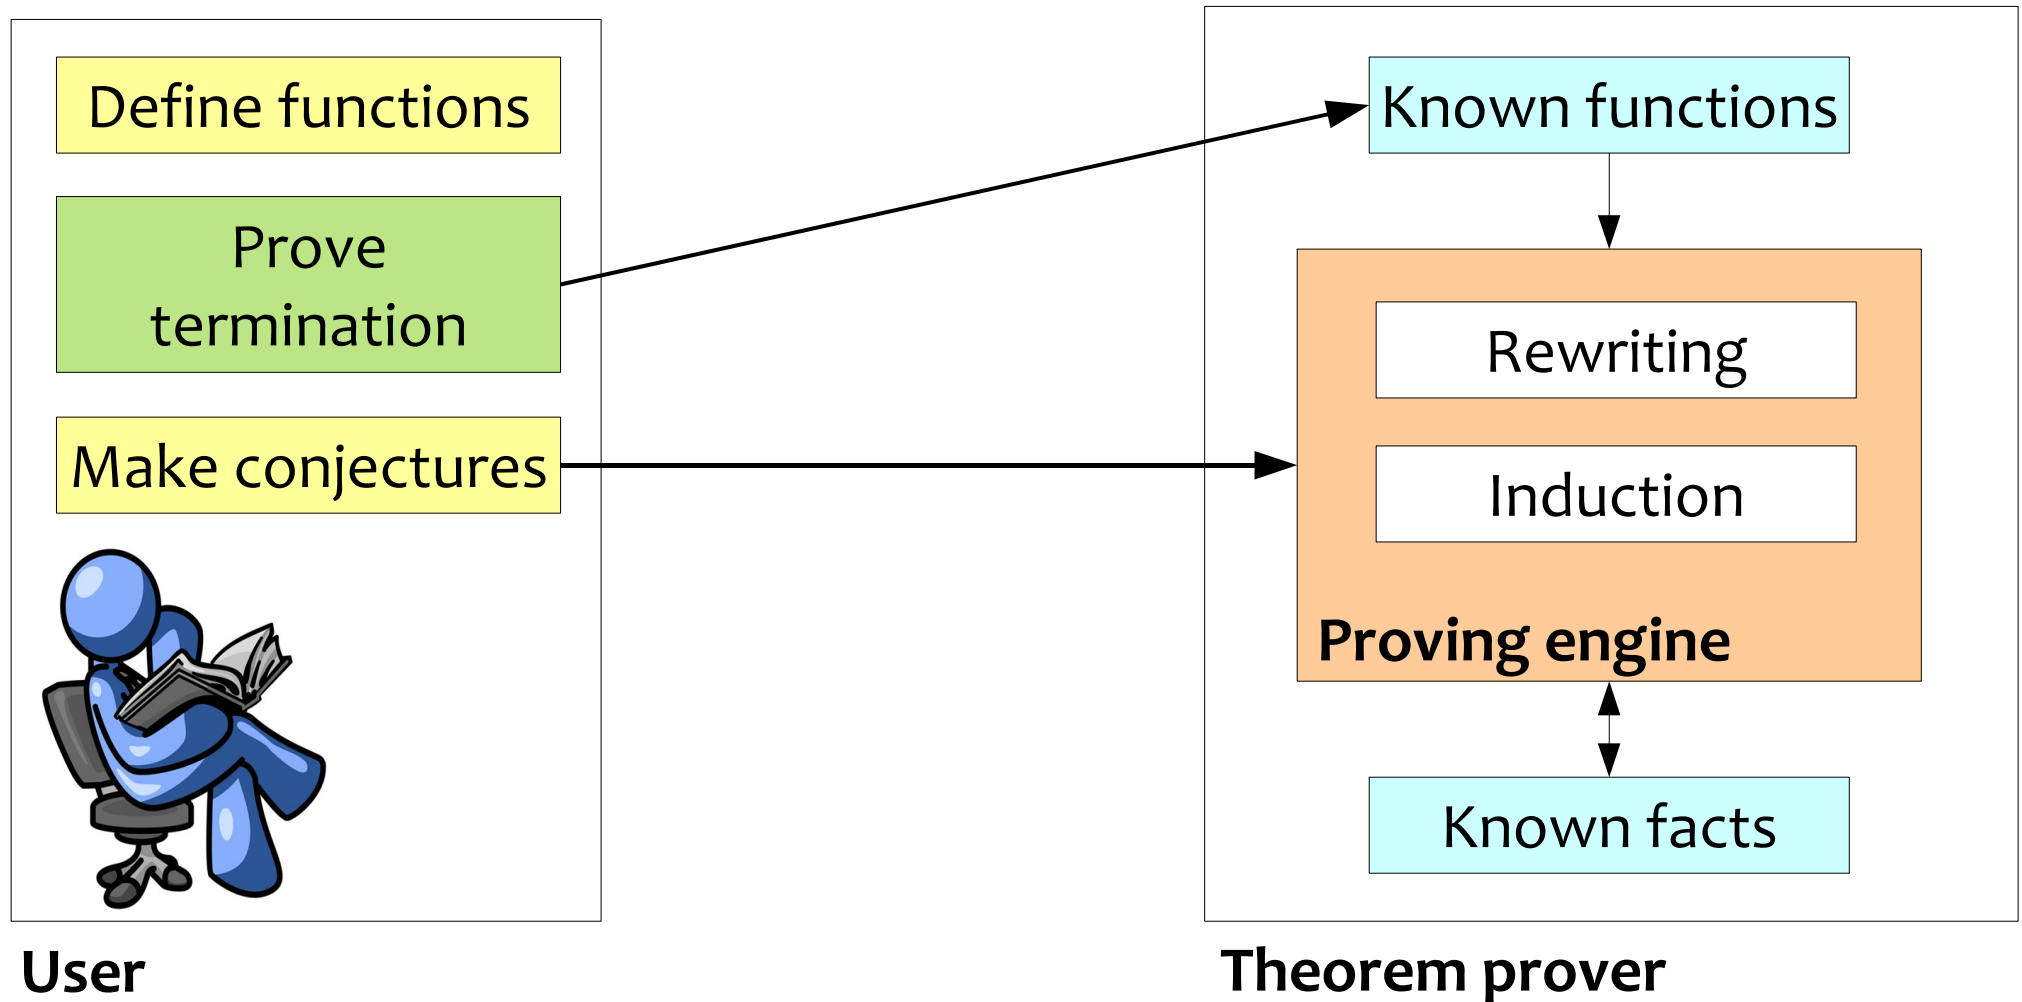 Define functions
Prove
termination
Make conjectures
User
Known functions
Rewriting
Induction
Proving engine
Known facts
Theorem prover